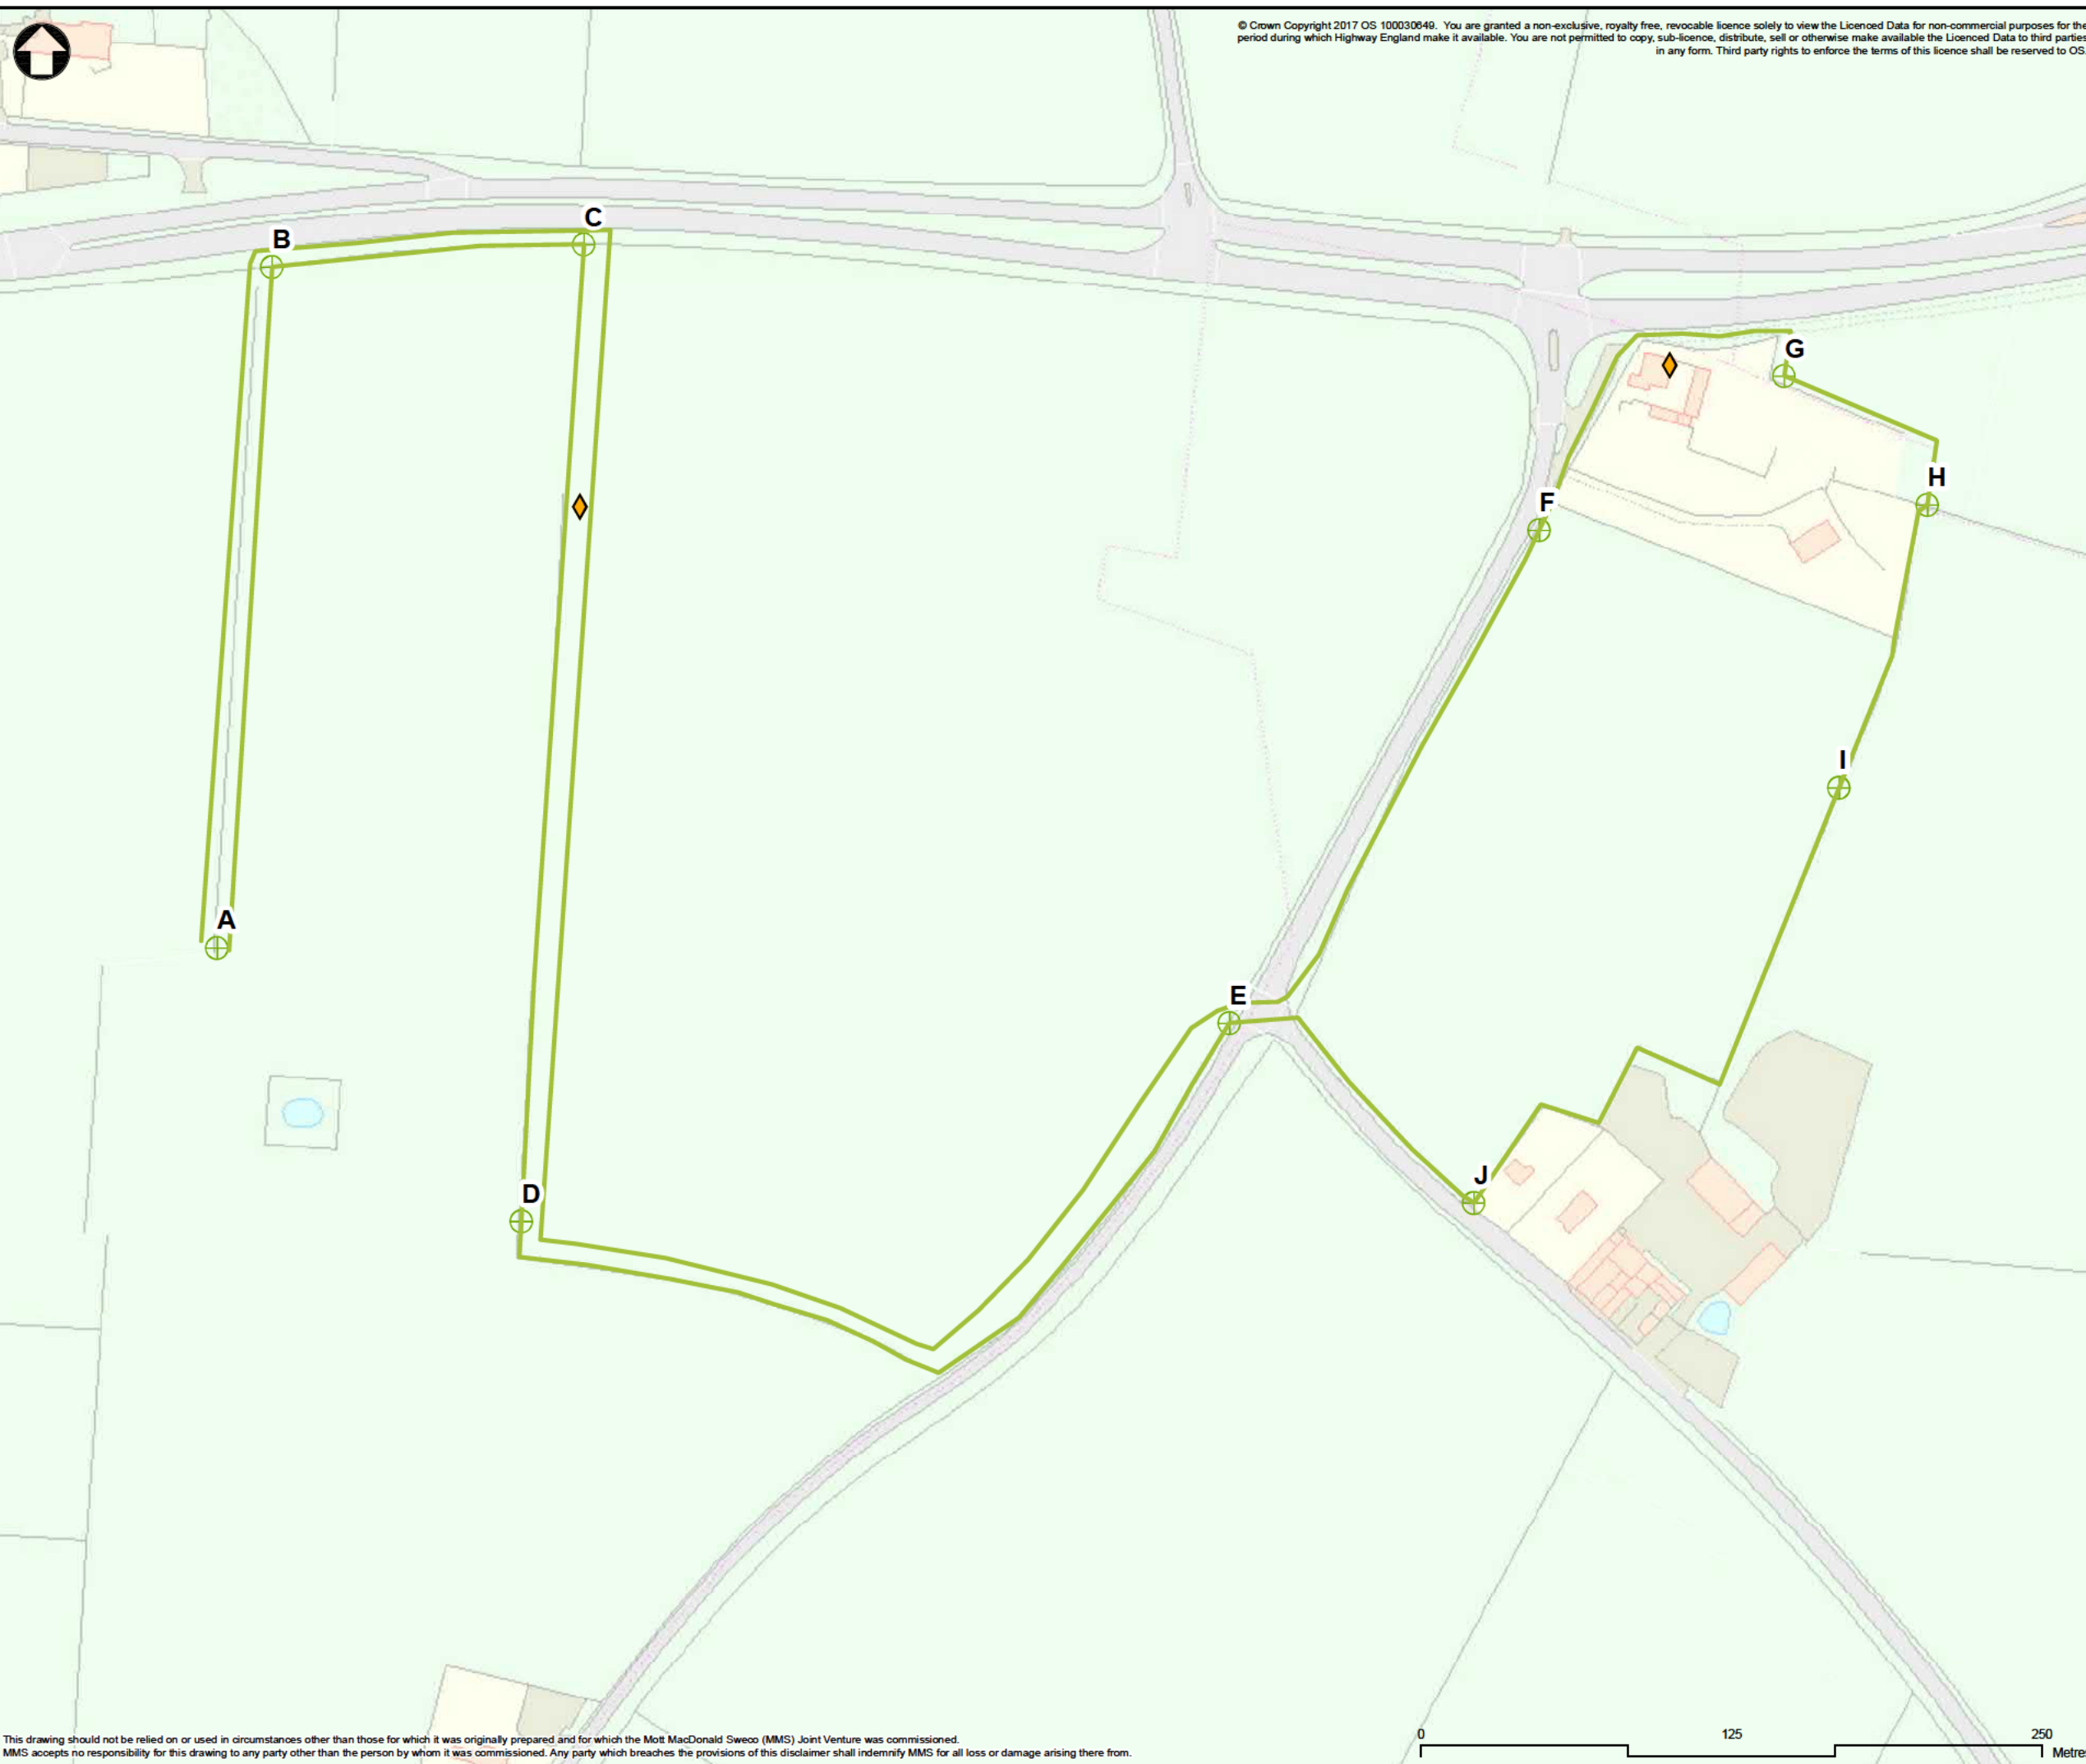 © Crown Copyright 2017 OS 100030649. You are granted a non-exclusive, royalty free, revocable licence solely to view the Licenced Data for non-commercial purposes for the
period during which Highway England make it available. You are not permitted to copy, sub-licence, distribute, sell or otherwise make available the Licenced Data to third parties
in any form. Third party rights to enforce the terms of this licence shall be reserved to OS
C
B
G
H
F
I
A
E
J
D
0 125 250
Metre
This drawing should not be relied on or used in circumstances other than those for which it was originally prepared and for which the Mott MacDonald Sweco (MMS) Joint Venture was commissioned.
MMS accepts no responsibility for this drawing to any party other than the person by whom it was commissioned. Any party which breaches the provisions of this disclaimer shall indemnify MMS for all loss or damage arising there from.